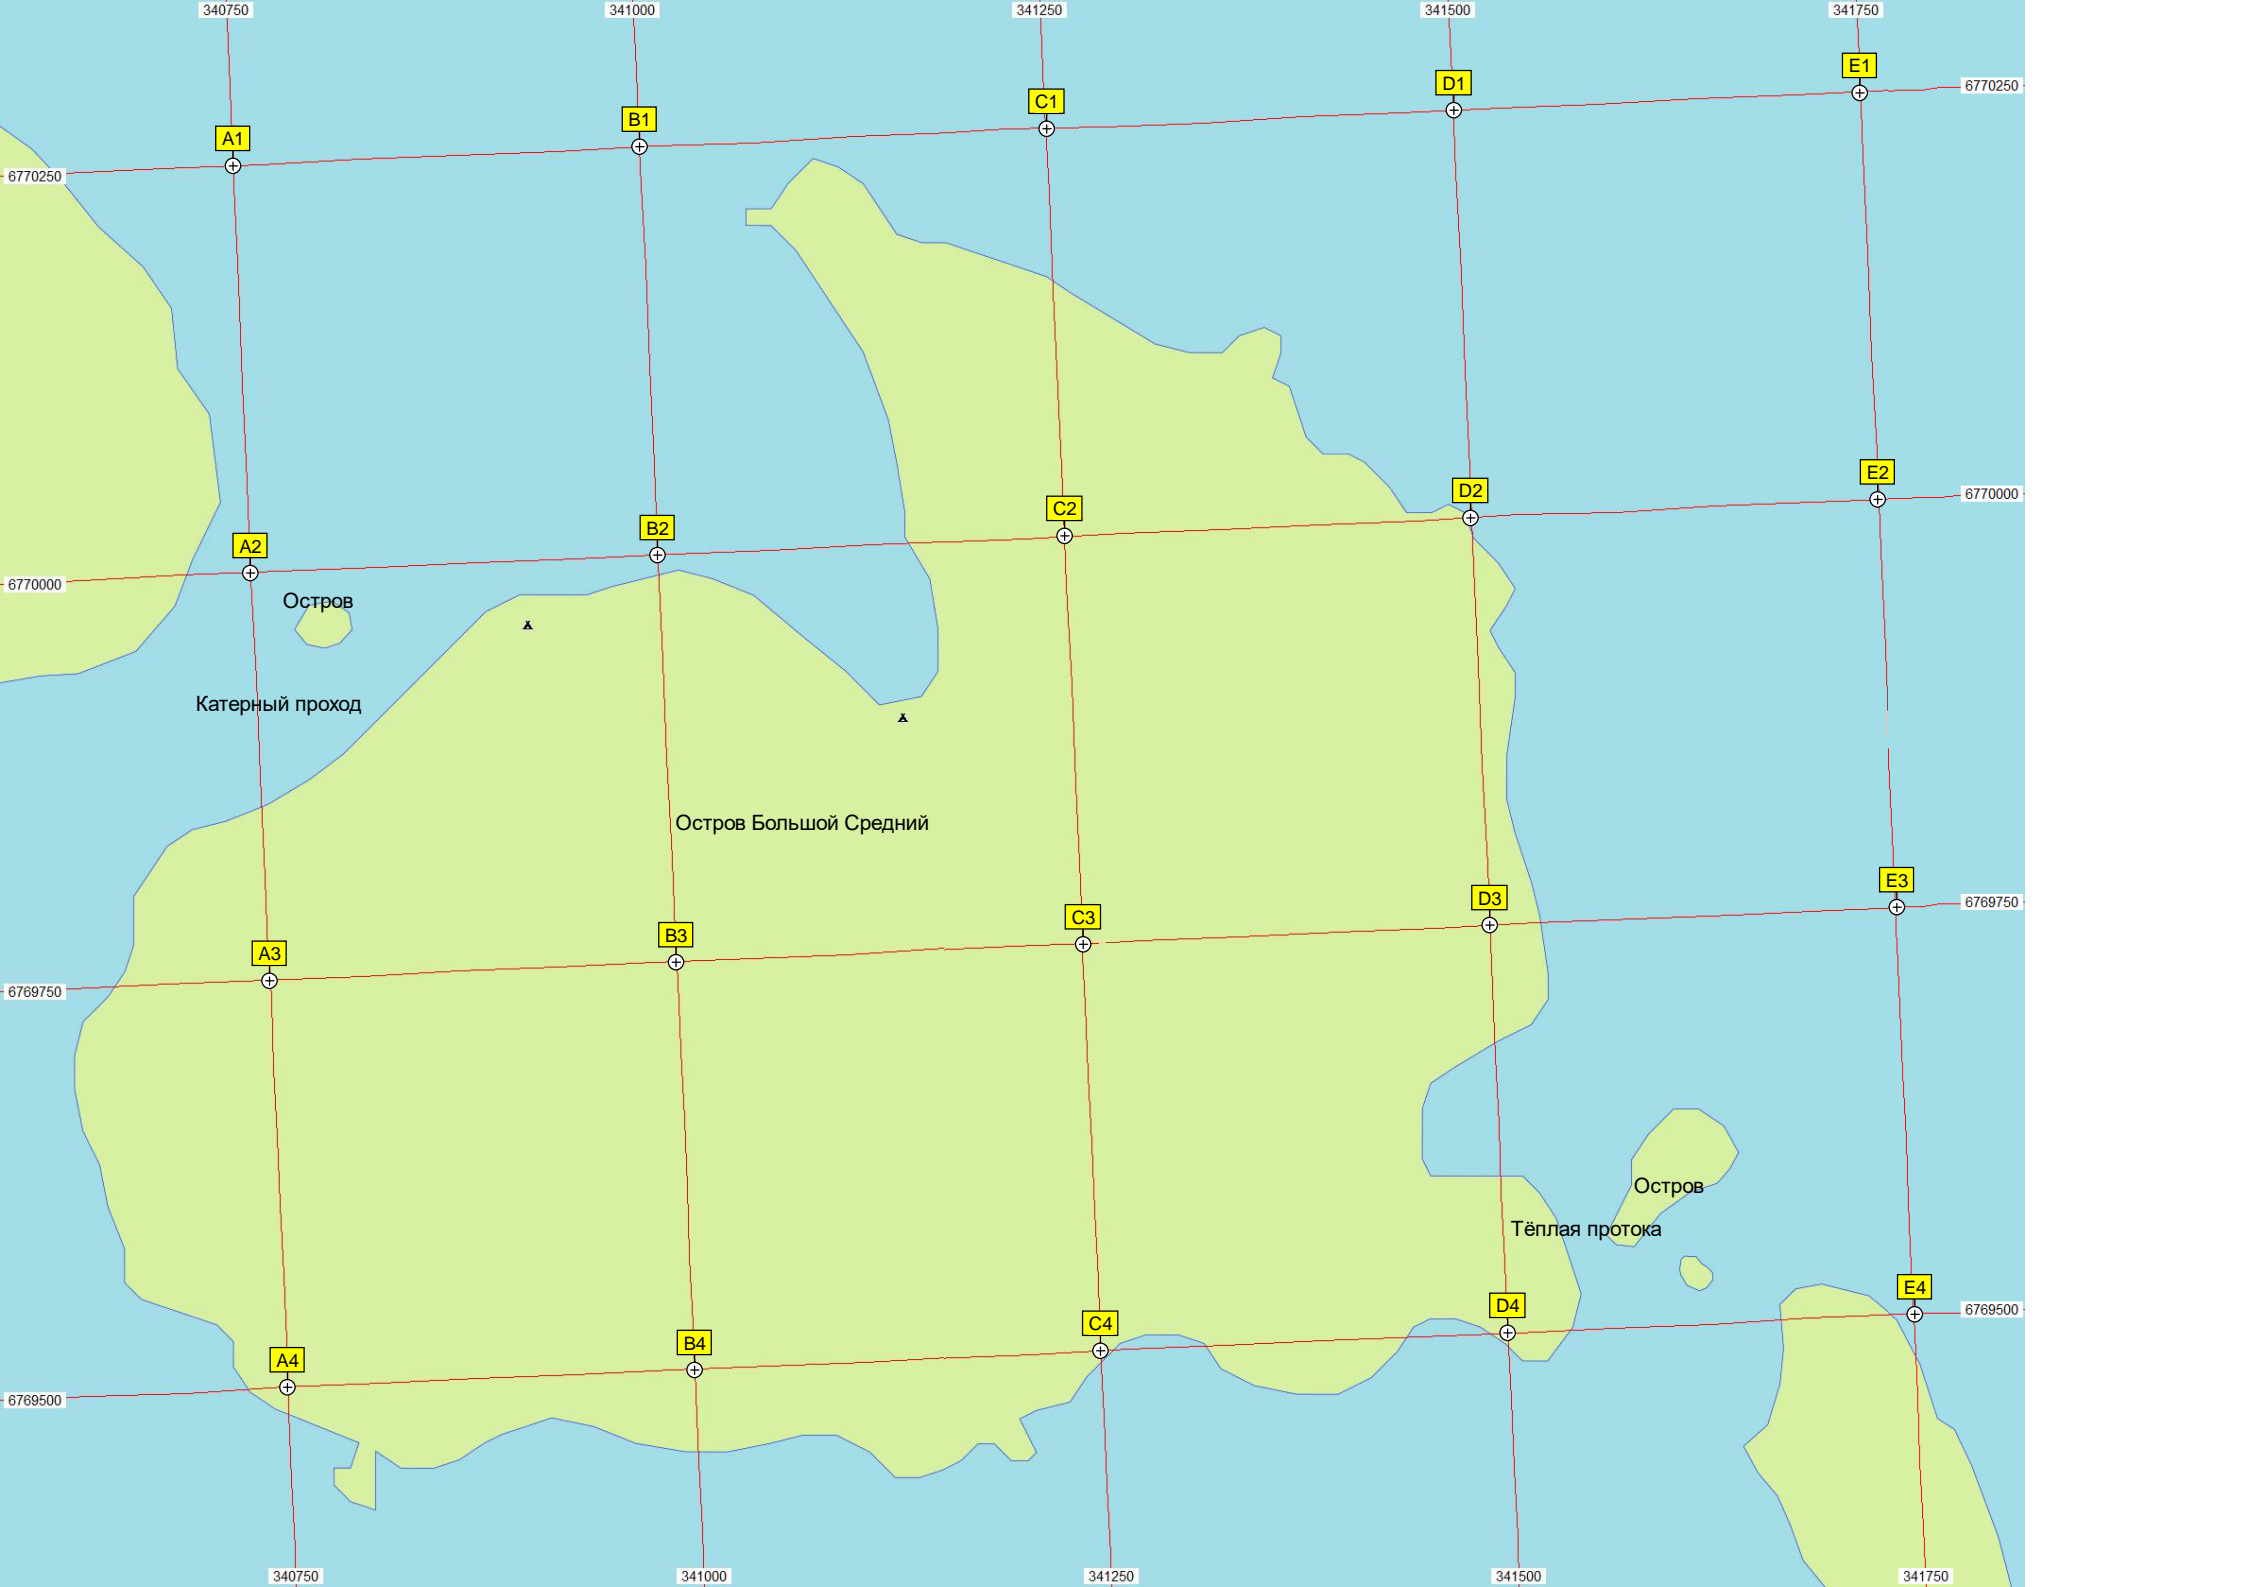 340750 341000 341250 341500 341750
E1
D1
6770250
C1
B1
A1
6770250
E2
D2
6770000
C2
B2
A2
6770000
Остров
Катерный проход
Остров Большой Средний
E3
D3
6769750
C3
B3
A3
6769750
Остров
Тёплая протока
E4
D4
6769500
C4
B4
A4
6769500
340750 341000 341250 341500 341750